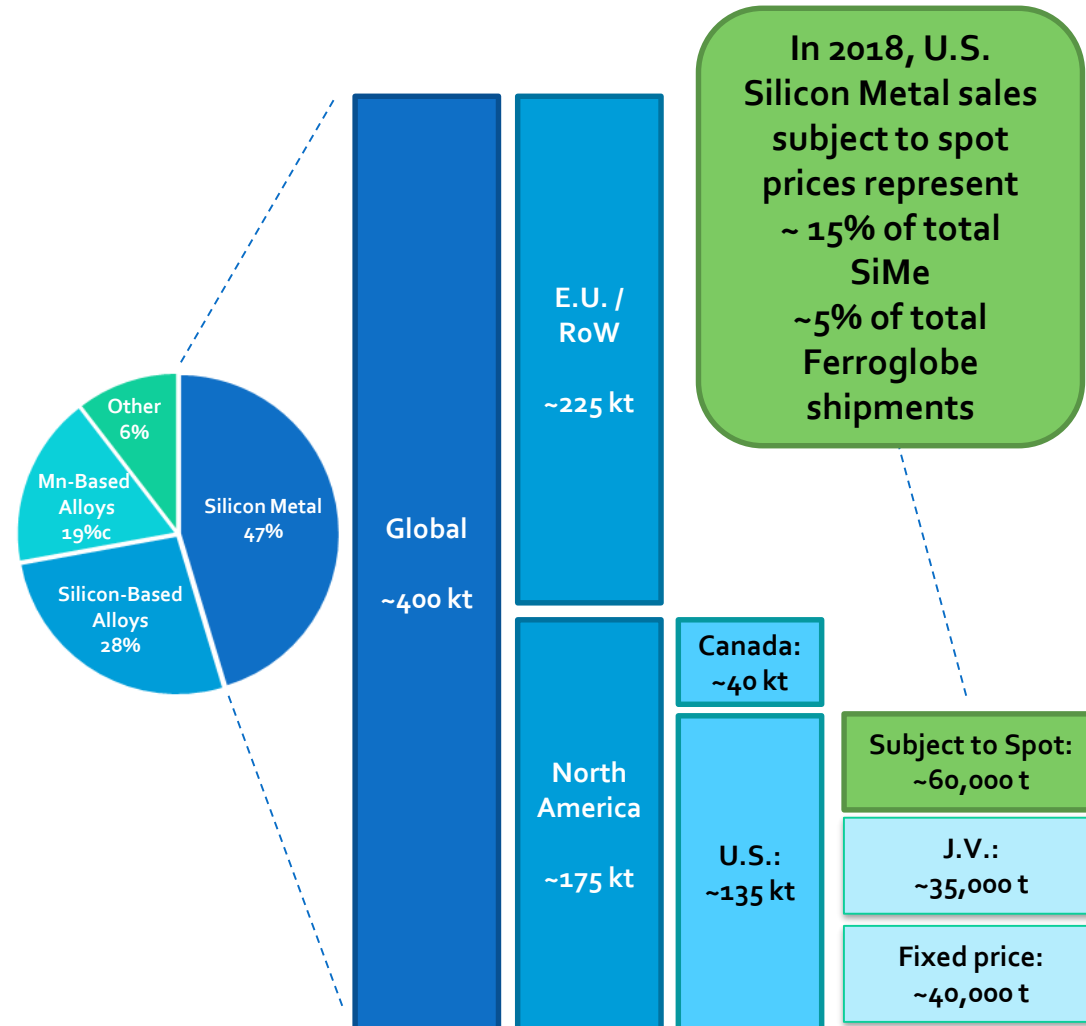 In 2018, U.S.
Silicon Metal sales
subject to spot
prices represent
~ 15% of total
SiMe
~5% of total
Ferroglobe
shipments
Other
6%
Mn-Based
Alloys
19%c
Silicon-Based
Alloys
28%
Silicon Metal
47%
Global
~400 kt
E.U. /
RoW
~225 kt
North
America
~175 kt
Canada:
~40 kt
U.S.:
~135 kt
Subject to Spot:
~60,000 t
J.V.:
~35,000 t
Fixed price:
~40,000 t